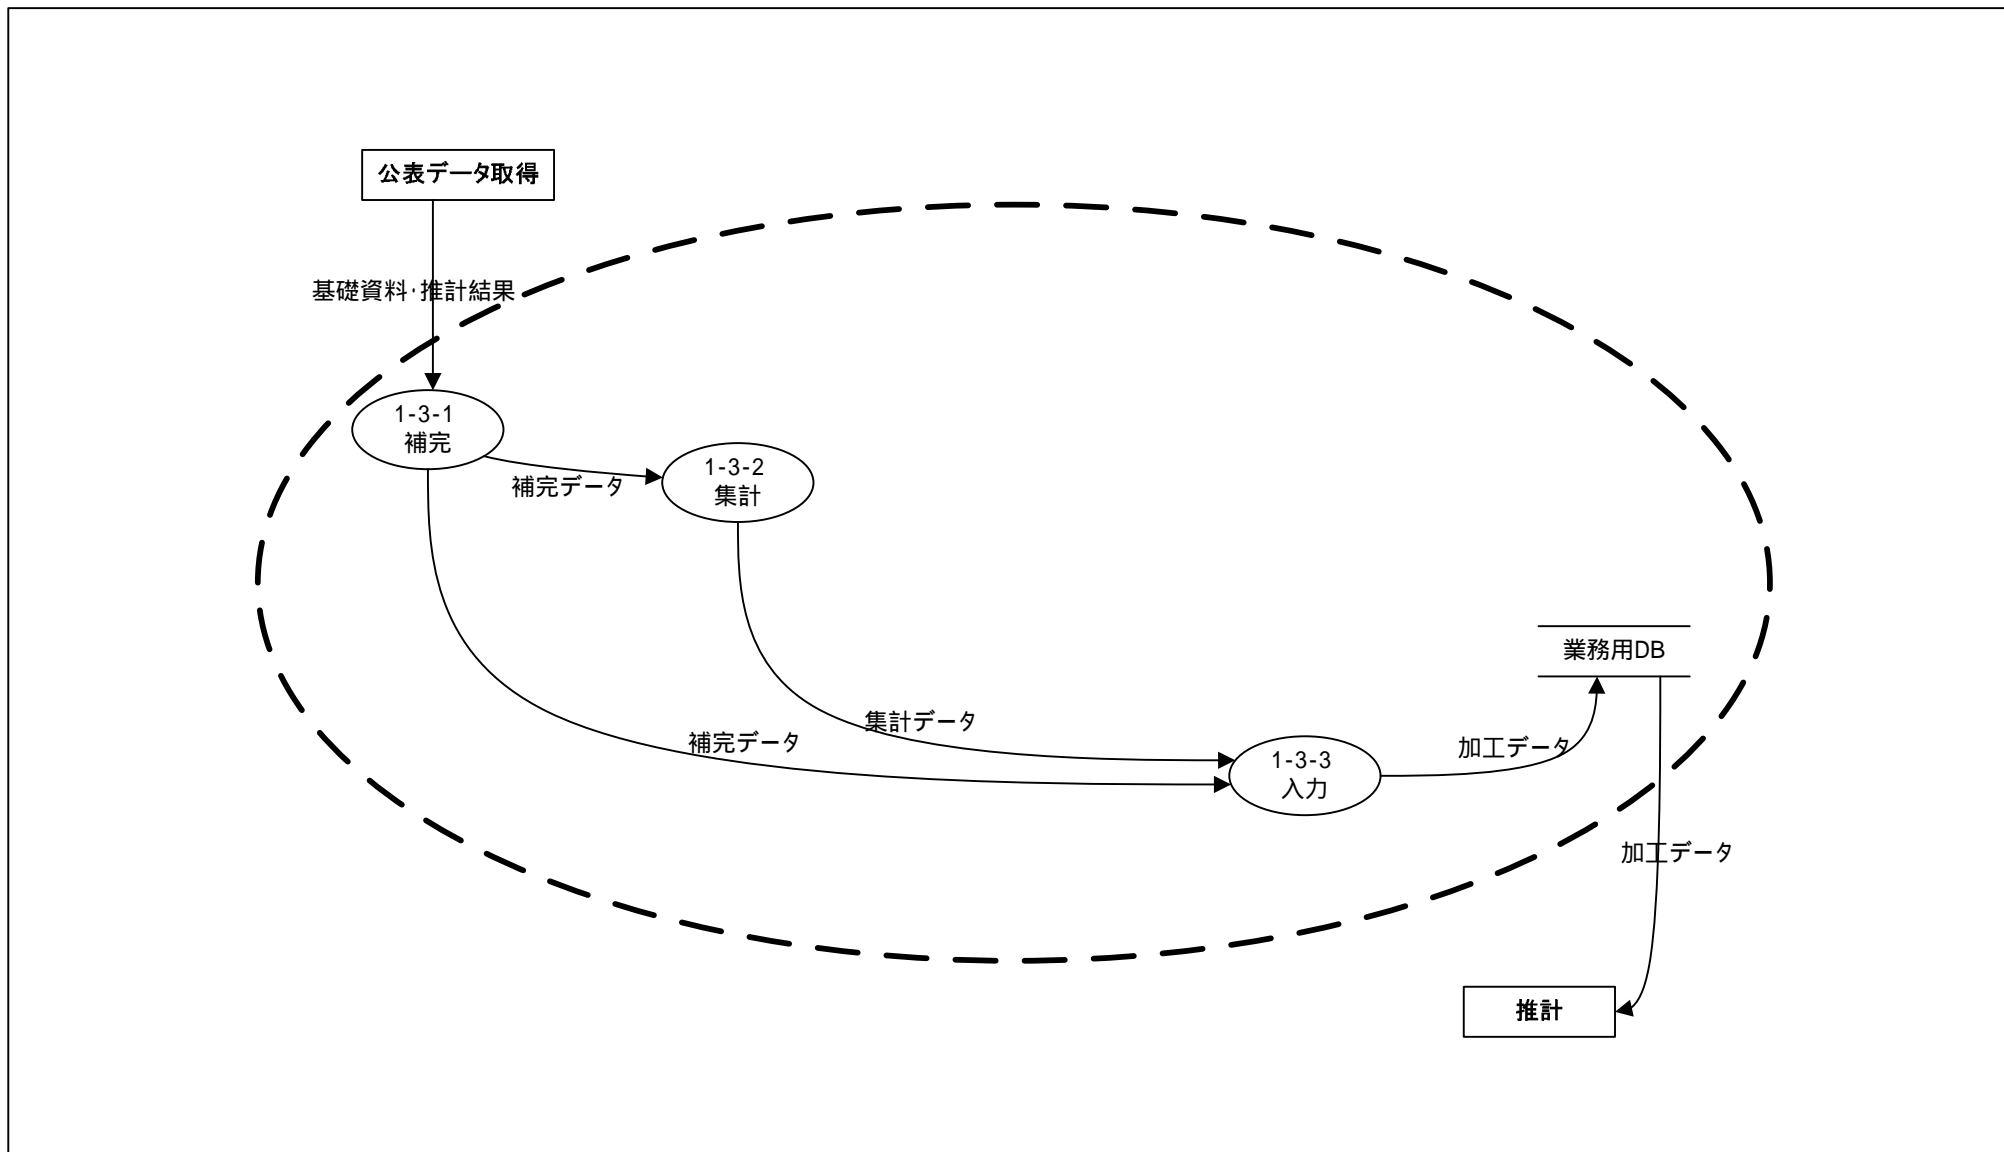 公表データ取得
基礎資料・推計結果
1-3-1
補完
補完データ
1-3-2
集計
業務用DB
集計データ
補完データ
加工データ
1-3-3
入力
加工データ
推計